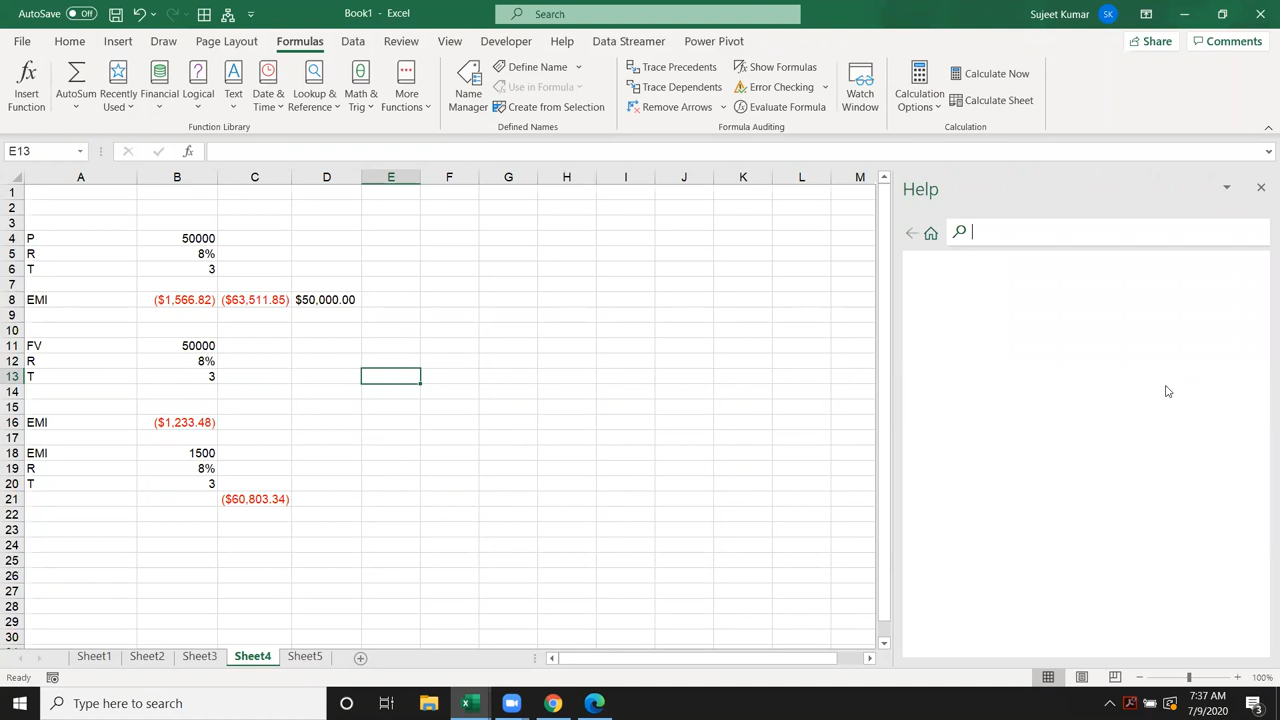 AutoSave Off Book1 - Excel Search Sujeet Kumar SK
File Home Insert Draw Page Layout Formulas Data Review View Developer Help Data Streamer Power Pivot Share Comments
Insert Function
AutoSum
Recently Used
Financial
Logical
Text
Date & Time
Lookup & Reference
Math & Trig
More Functions
Function Library
Name Manager
Define Name
Use in Formula
Create from Selection
Defined Names
Trace Precedents
Trace Dependents
Remove Arrows
Show Formulas
Error Checking
Evaluate Formula
Watch Window
Formula Auditing
Calculation Options
Calculate Now
Calculate Sheet
Calculation
E13 fx
A B C D E F G H I J K L M
1
2
3
4 P 50000
5 R 8%
6 T 3
7
8 EMI ($1,566.82) ($63,511.85) $50,000.00
9
10
11 FV 50000
12 R 8%
13 T 3
14
15
16 EMI ($1,233.48)
17
18 EMI 1500
19 R 8%
20 T 3
21 ($60,803.34)
22
23
24
25
26
27
28
29
30
Help
Sheet1 Sheet2 Sheet3 Sheet4 Sheet5
Ready 100%
Type here to search
7:37 AM
7/9/2020
3